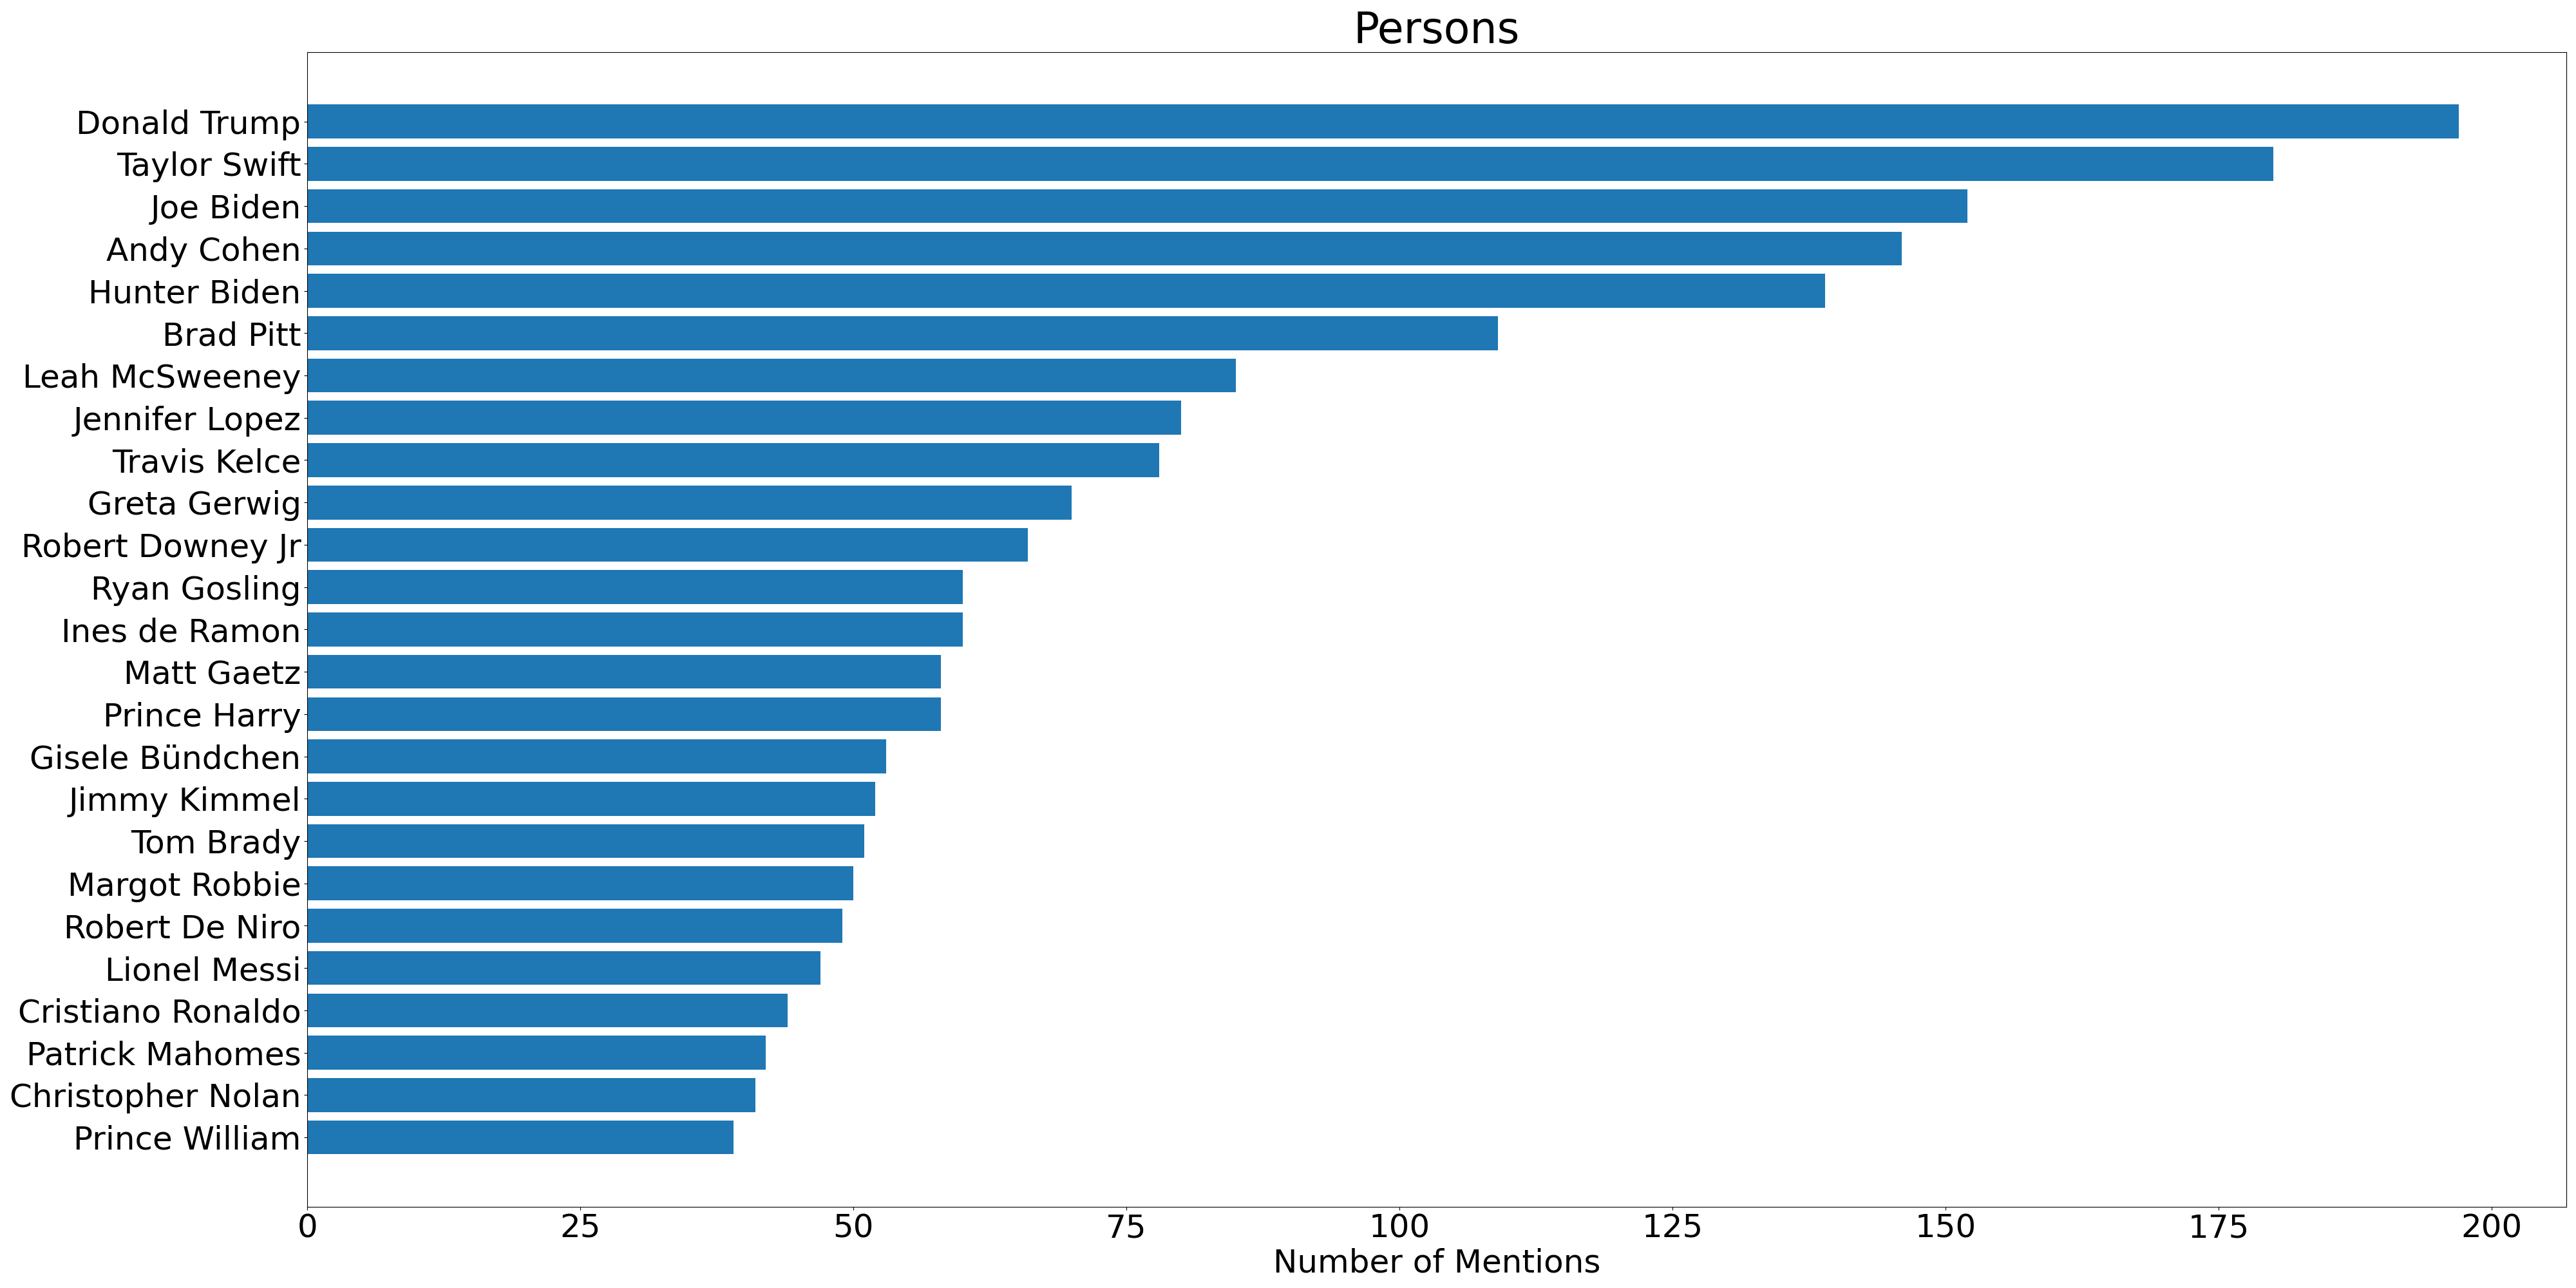 Persons
Donald Trump
Taylor Swift
Joe Biden
Andy Cohen
Hunter Biden
Brad Pitt
Leah McSweeney
Jennifer Lopez
Travis Kelce
Greta Gerwig
Robert Downey Jr
Ryan Gosling
Ines de Ramon
Matt Gaetz
Prince Harry
Gisele Bündchen
Jimmy Kimmel
Tom Brady
Margot Robbie
Robert De Niro
Lionel Messi
Cristiano Ronaldo
Patrick Mahomes
Christopher Nolan
Prince William
0 25 50 75 100 125 150 175 200
Number of Mentions